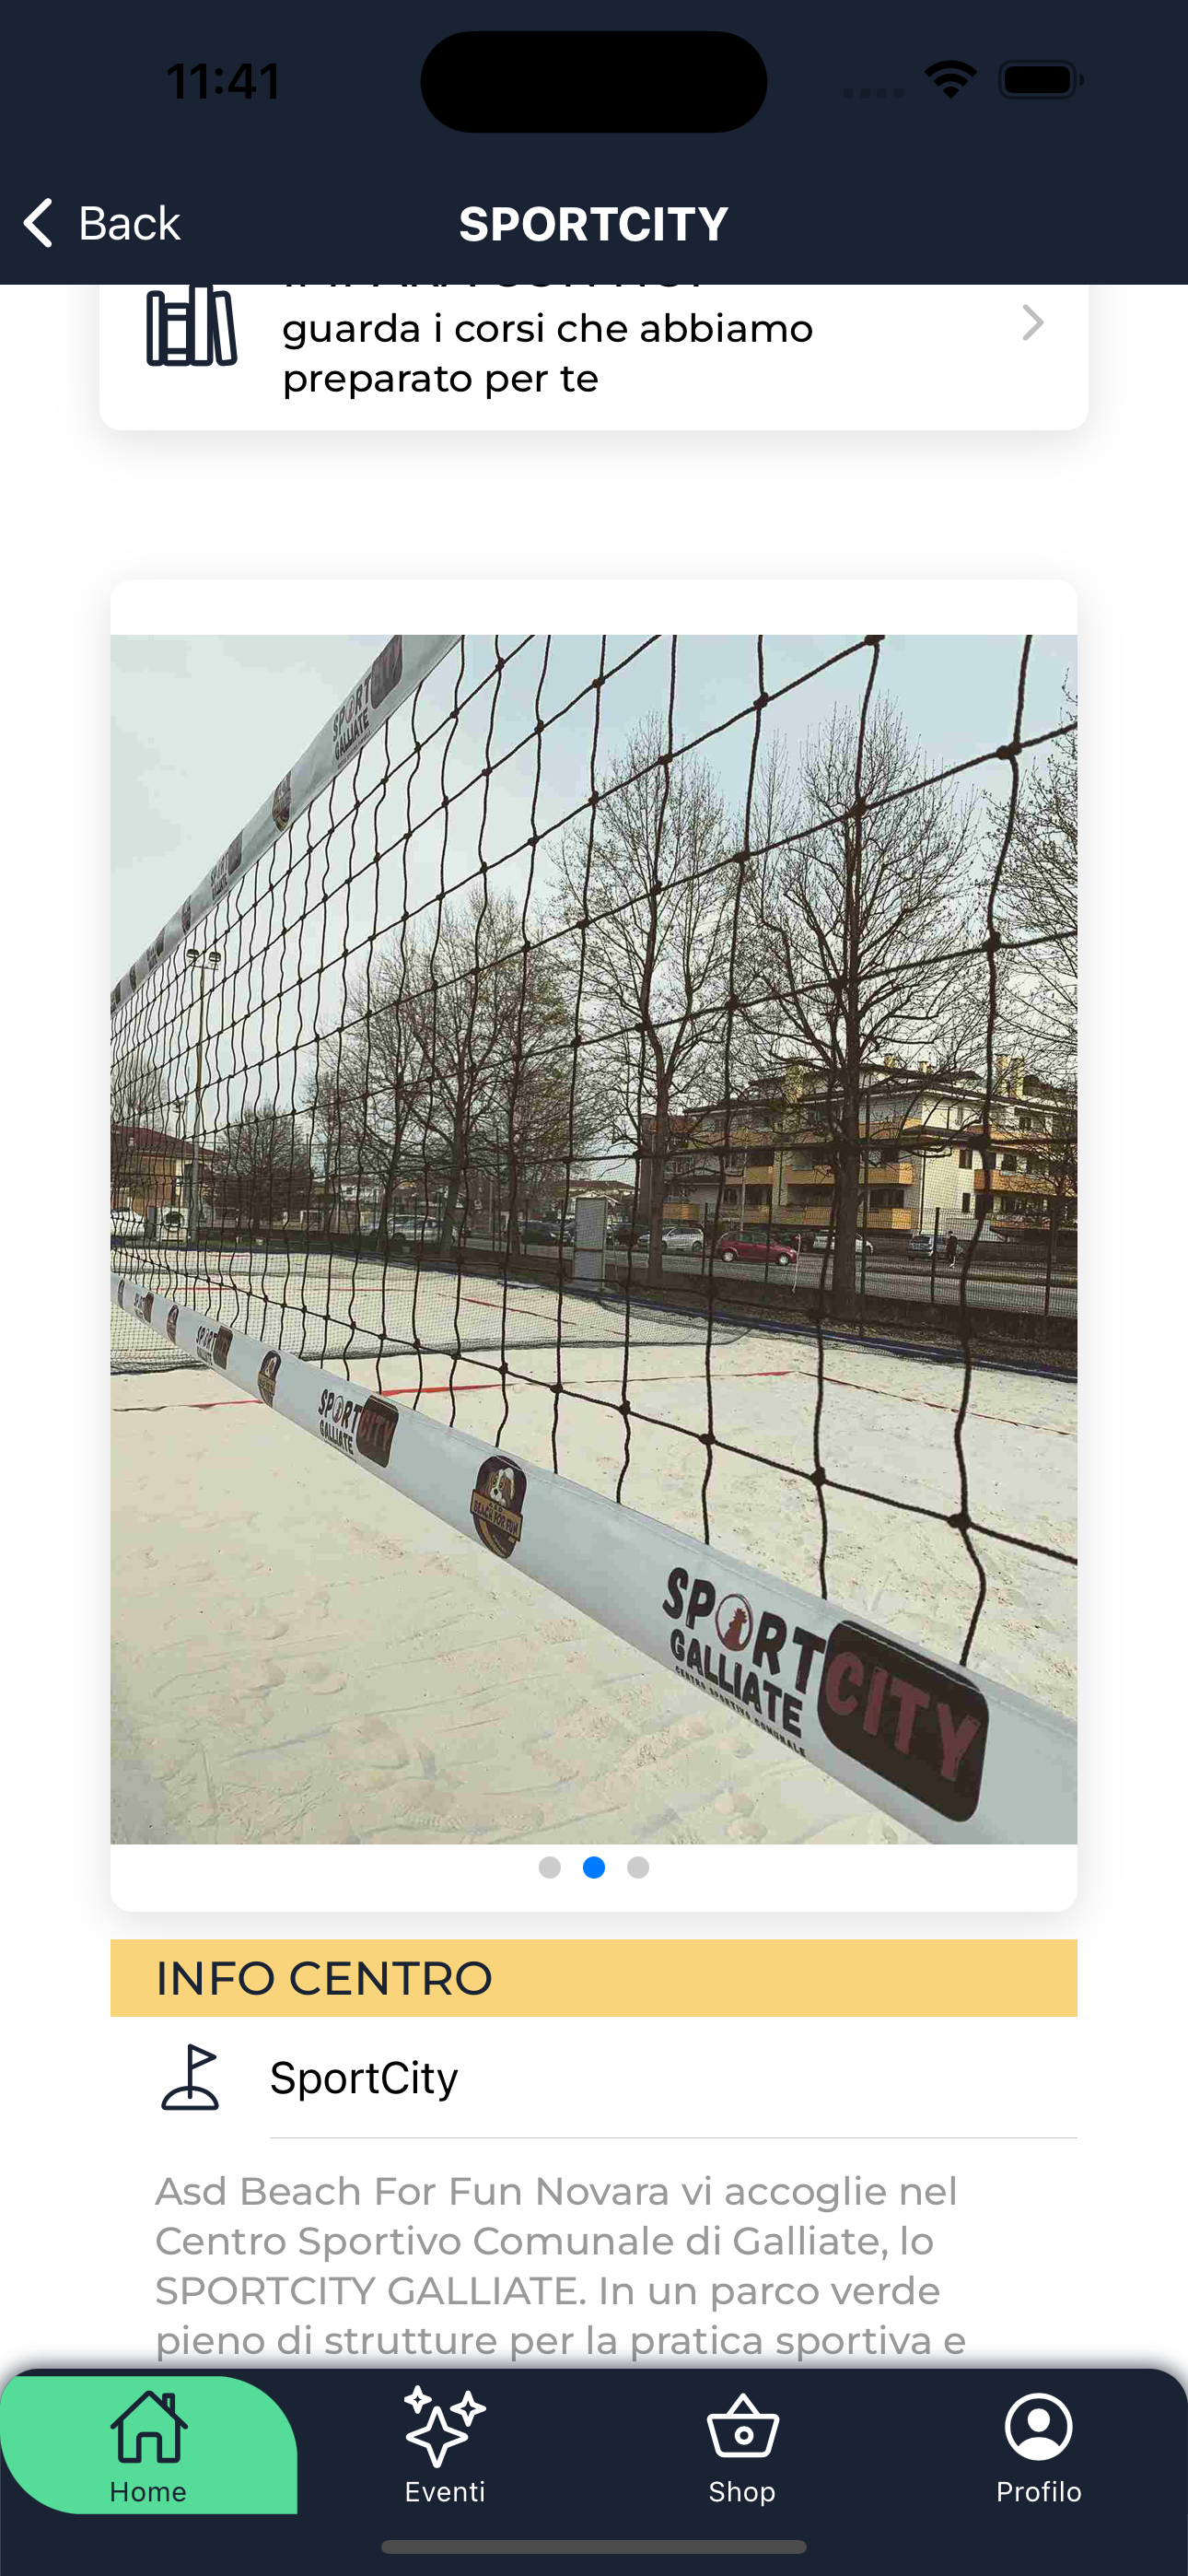 11:41
Back
SPORTCITY
guarda i corsi che abbiamo
preparato per te
SPORT
GALLIATE
SPORT CITY
GALLIATE
BEACH FOR FUN
SPORT CITY
GALLIATE
CENTRO SPORTIVO COMUNALE
INFO CENTRO
SportCity
Asd Beach For Fun Novara vi accoglie nel
Centro Sportivo Comunale di Galliate, lo
SPORTCITY GALLIATE. In un parco verde
pieno di strutture per la pratica sportiva e
Home
Eventi
Shop
Profilo